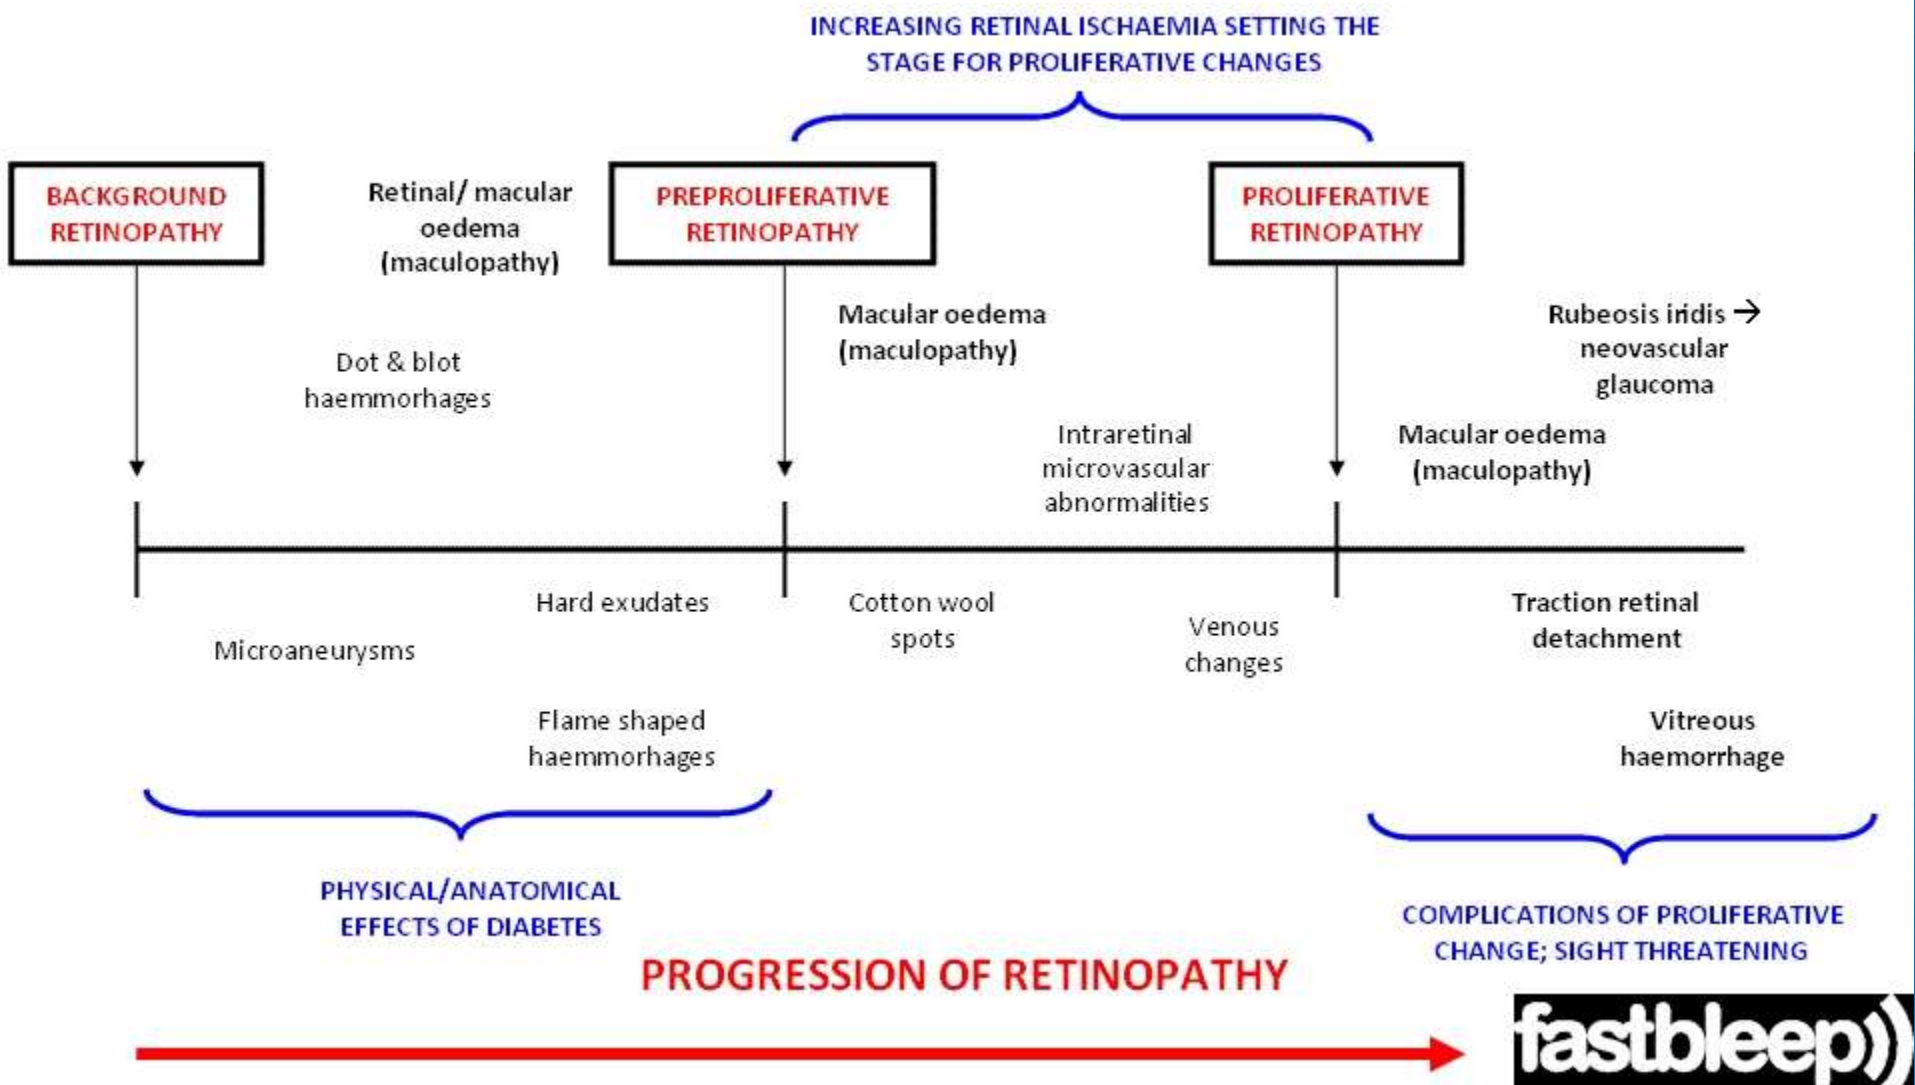 INCREASING RETINAL ISCHAEMIA SETTING THE
STAGE FOR PROLIFERATIVE CHANGES
BACKGROUND
RETINOPATHY
Retinal/ macular
oedema
(maculopathy)
PREPROLIFERATIVE
RETINOPATHY
PROLIFERATIVE
RETINOPATHY
Macular oedema
(maculopathy)
Rubeosis iridis →
neovascular
glaucoma
Dot & blot
haemmorhages
Intraretinal
microvascular
abnormalities
Macular oedema
(maculopathy)
Hard exudates
Cotton wool
spots
Traction retinal
detachment
Microaneurysms
Venous
changes
Flame shaped
haemmorhages
Vitreous
haemorrhage
PHYSICAL/ANATOMICAL
EFFECTS OF DIABETES
COMPLICATIONS OF PROLIFERATIVE
CHANGE; SIGHT THREATENING
PROGRESSION OF RETINOPATHY
fastbleep